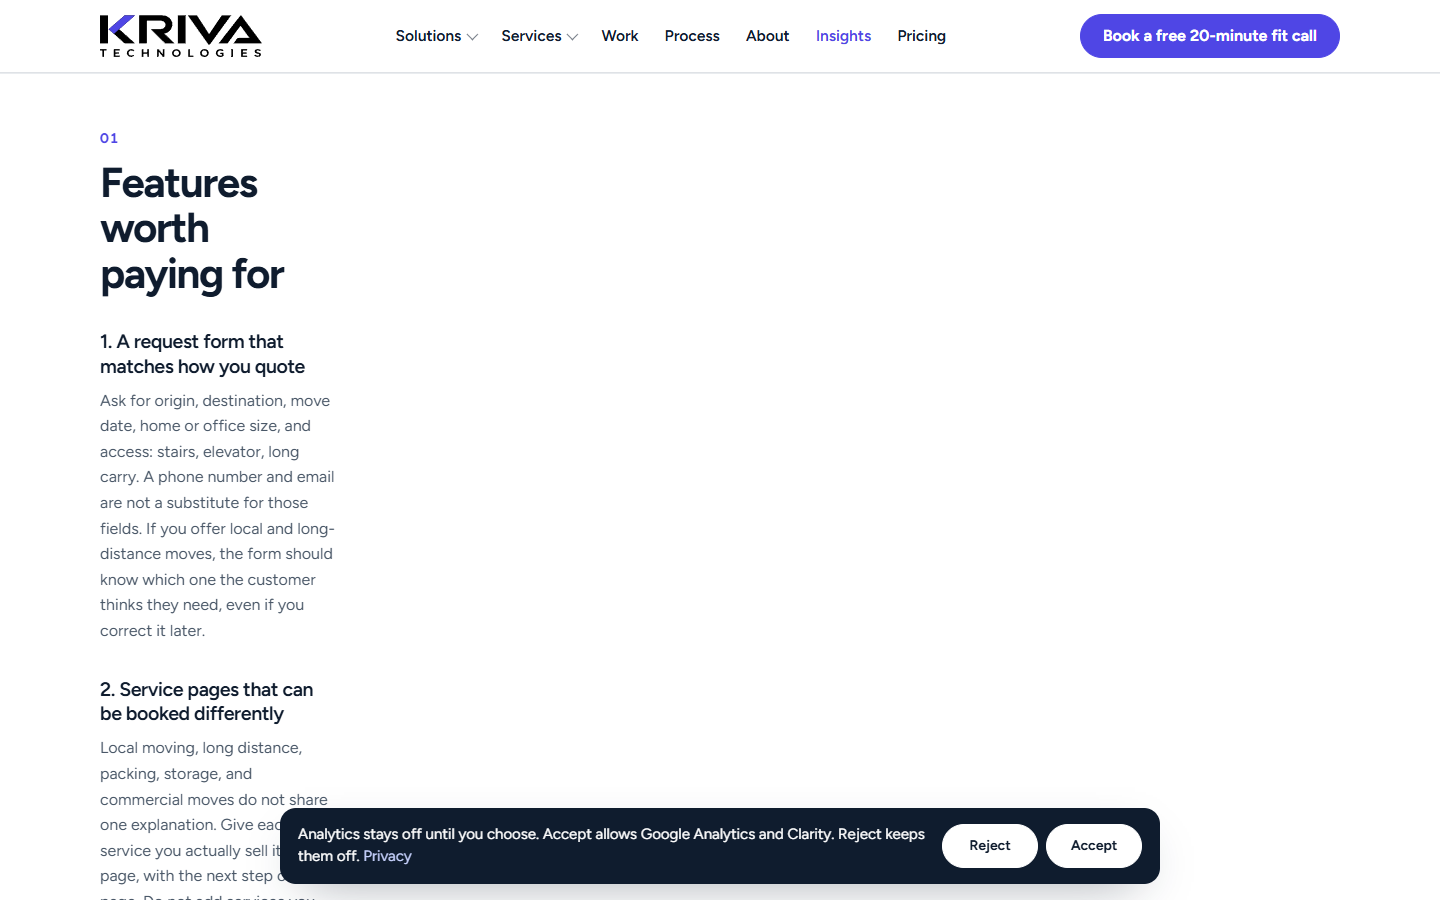 KRIVA
TECHNOLOGIES
Solutions
Services
Work
Process
About
Insights
Pricing
Book a free 20-minute fit call
01
Features
worth
paying for
1. A request form that
matches how you quote
Ask for origin, destination, move
date, home or office size, and
access: stairs, elevator, long
carry. A phone number and email
are not a substitute for those
fields. If you offer local and long-
distance moves, the form should
know which one the customer
thinks they need, even if you
correct it later.
2. Service pages that can
be booked differently
Local moving, long distance,
packing, storage, and
commercial moves do not share
one explanation. Give
service you actually sell
page, with the next step
Analytics stays off until you choose. Accept allows Google Analytics and Clarity. Reject keeps
them off. Privacy
Reject
Accept